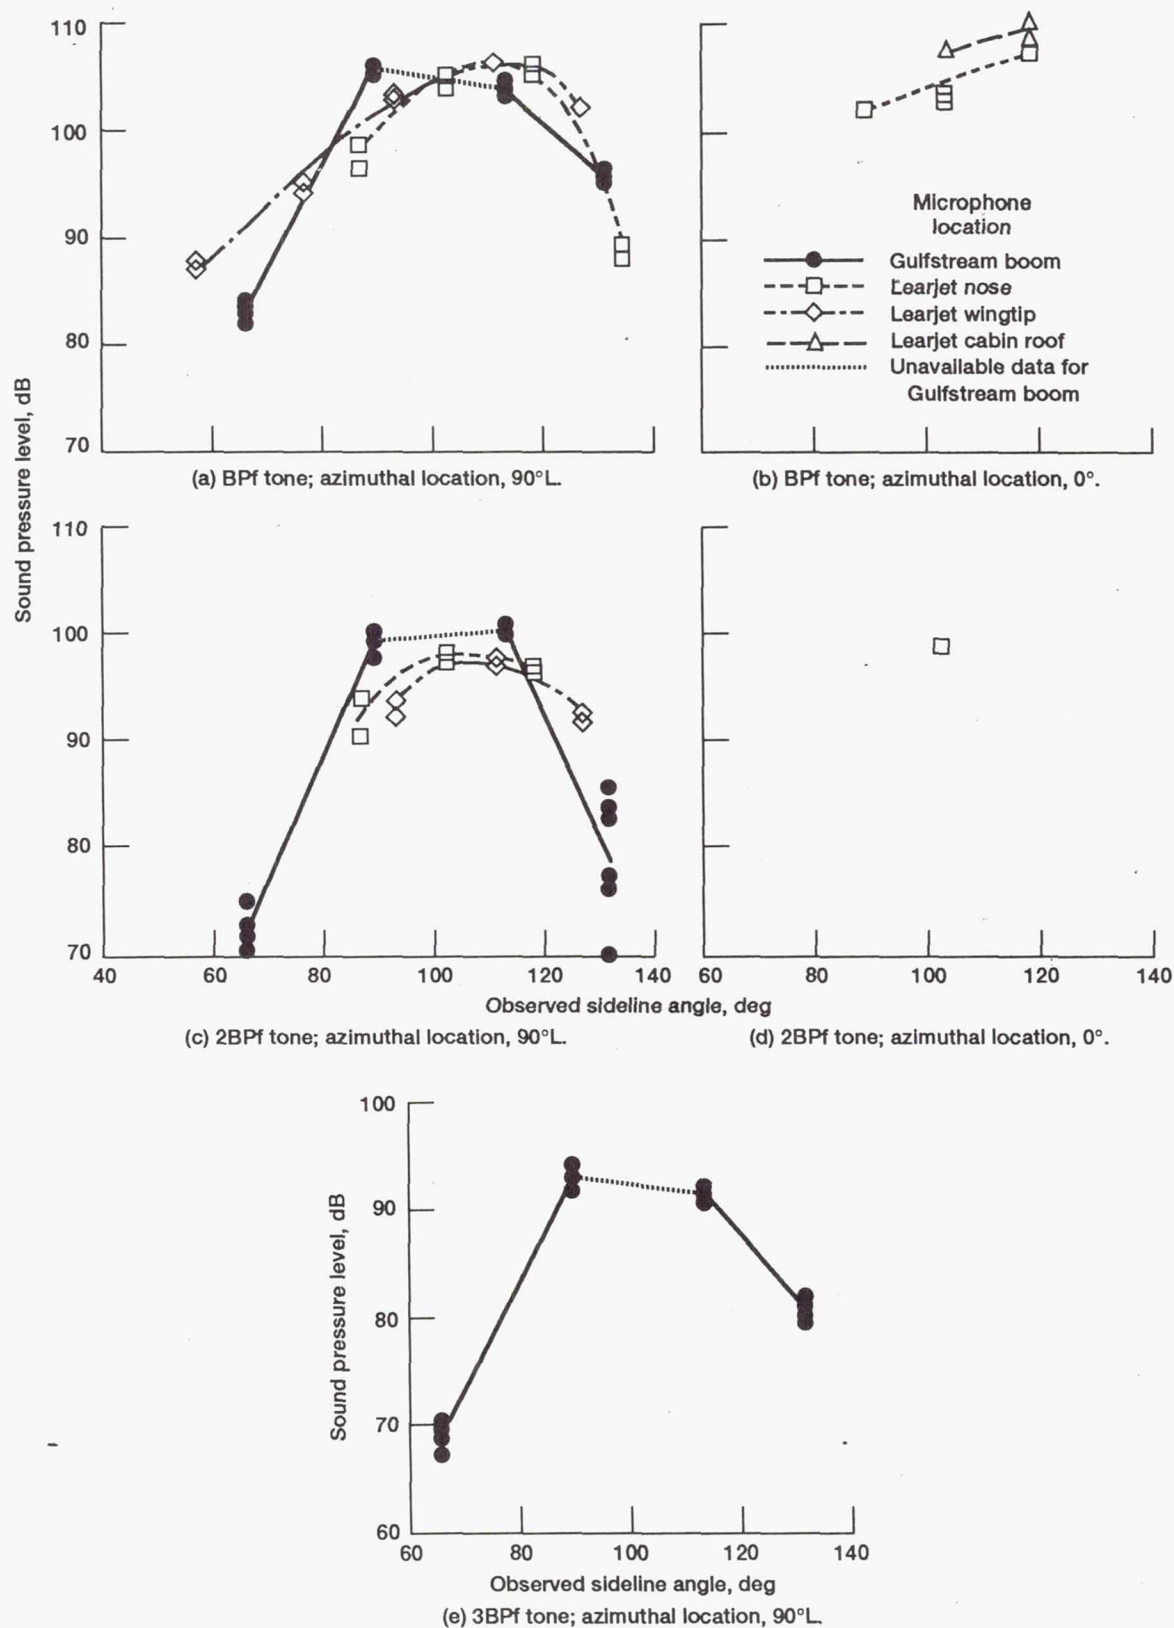 110
100
90
80
70
Sound pressure level, dB
(a) BPf tone; azimuthal location, 90°L.
Microphone
location
Gulfstream boom
Learjet nose
Learjet wingtip
Learjet cabin roof
Unavailable data for
Gulfstream boom
(b) BPf tone; azimuthal location, 0°.
110
100
90
80
70
40 60 80 100 120 140
60 80 100 120 140
Observed sideline angle, deg
(c) 2BPf tone; azimuthal location, 90°L.
(d) 2BPf tone; azimuthal location, 0°.
100
90
80
70
60
Sound pressure level, dB
60 80 100 120 140
Observed sideline angle, deg
(e) 3BPf tone; azimuthal location, 90°L.